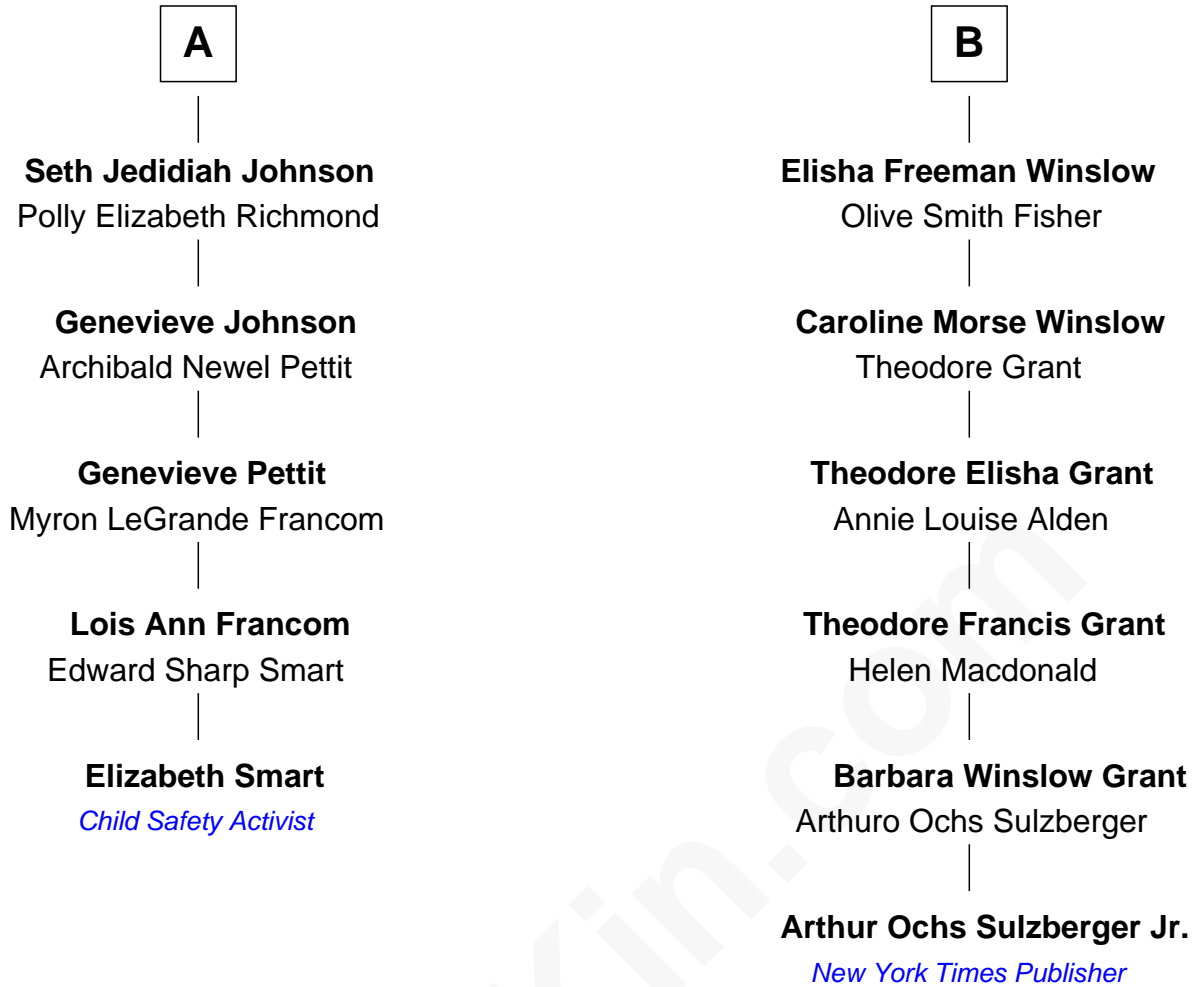 A
Seth Jedidiah Johnson
Polly Elizabeth Richmond
Genevieve Johnson
Archibald Newel Pettit
Genevieve Pettit
Myron LeGrande Francom
Lois Ann Francom
Edward Sharp Smart
Elizabeth Smart
Child Safety Activist
B
Elisha Freeman Winslow
Olive Smith Fisher
Caroline Morse Winslow
Theodore Grant
Theodore Elisha Grant
Annie Louise Alden
Theodore Francis Grant
Helen Macdonald
Barbara Winslow Grant
Arthuro Ochs Sulzberger
Arthur Ochs Sulzberger Jr.
New York Times Publisher
Kin.com